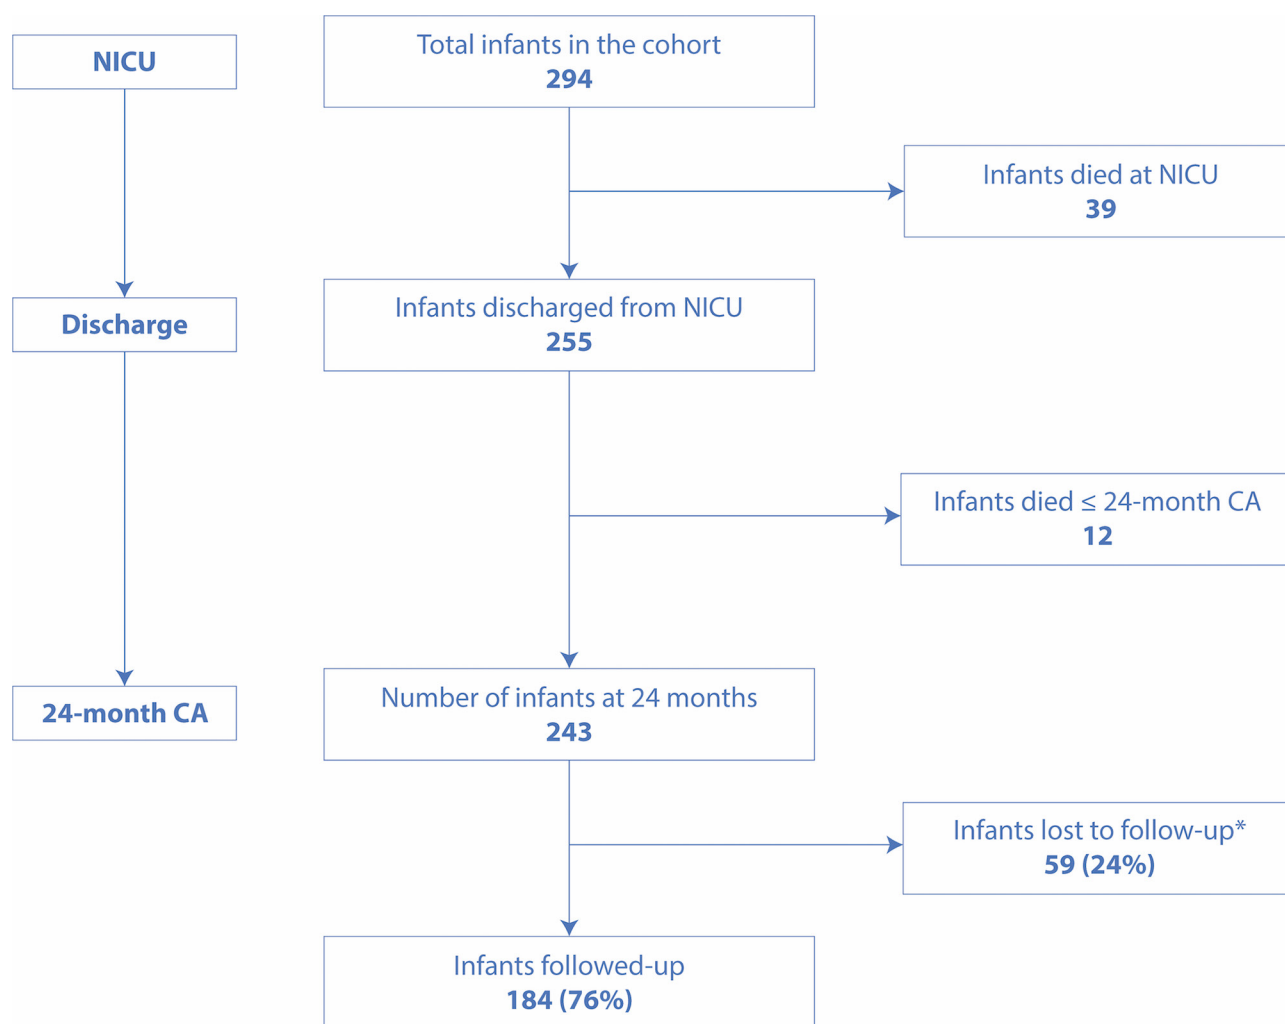 NICU
Total infants in the cohort
294
Infants died at NICU
39
Discharge
Infants discharged from NICU
255
Infants died ≤ 24-month CA
12
24-month CA
Number of infants at 24 months
243
Infants lost to follow-up*
59 (24%)
Infants followed-up
184 (76%)